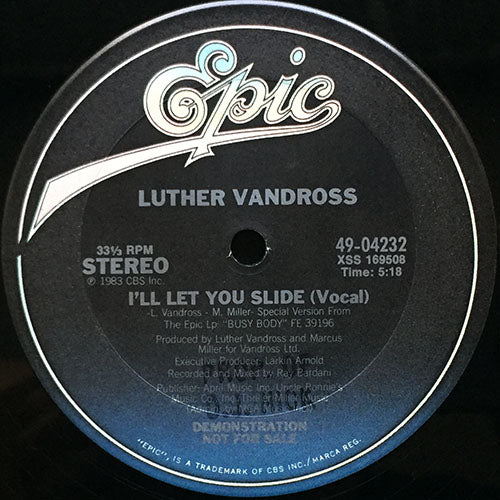 Epic
LUTHER VANDROSS
33⅓ RPM
STEREO
℗ 1983 CBS Inc.
49-04232
XSS 169508
Time: 5:18
I'LL LET YOU SLIDE (Vocal)
-L. Vandross - M. Miller- Special Version From
The Epic Lp: "BUSY BODY" FE 39196
Produced by Luther Vandross and Marcus
Miller for Vandross Ltd.
Executive Producer: Larkin Arnold
Recorded and Mixed by Ray Bardani
Publisher: April Music Inc. Uncle Ronnie's
Music Co., Inc. Thriller Miller Music
by MCA
DEMONSTRATION
NOT FOR SALE
"EPIC", IS A TRADEMARK OF CBS INC./MARCA REG.